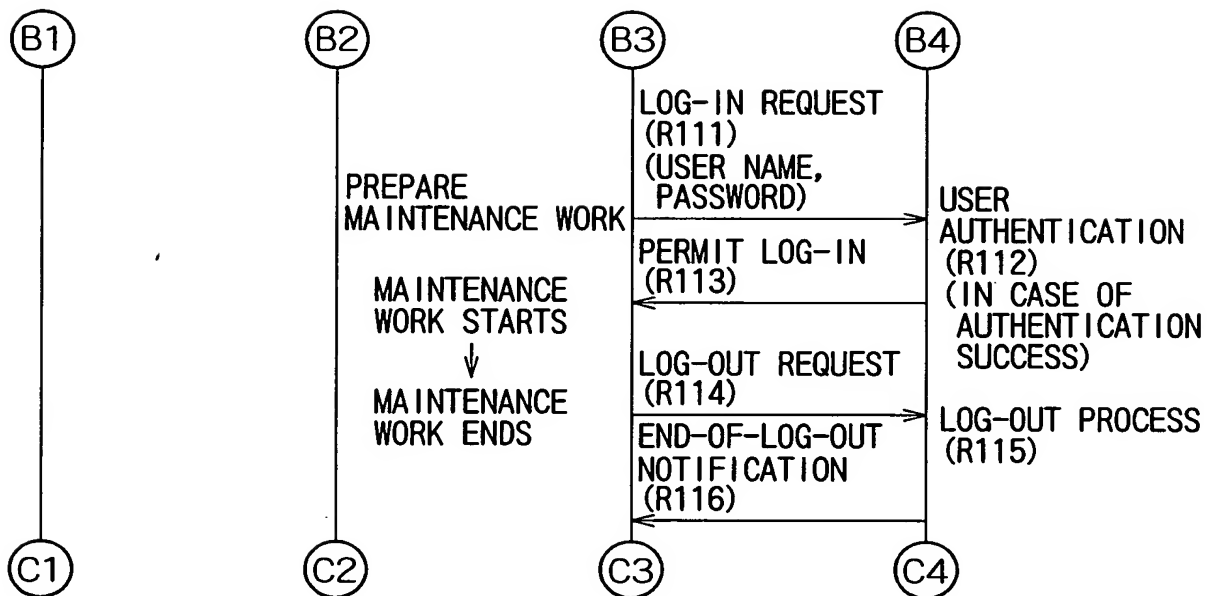 B1
B2
B3
B4
LOG-IN REQUEST
(R111)
(USER NAME,
PASSWORD)
PREPARE
MAINTENANCE WORK
USER
AUTHENTICATION
(R112)
(IN CASE OF
AUTHENTICATION
SUCCESS)
PERMIT LOG-IN
(R113)
MAINTENANCE
WORK STARTS
MAINTENANCE
WORK ENDS
LOG-OUT REQUEST
(R114)
LOG-OUT PROCESS
(R115)
END-OF-LOG-OUT
NOTIFICATION
(R116)
C1
C2
C3
C4